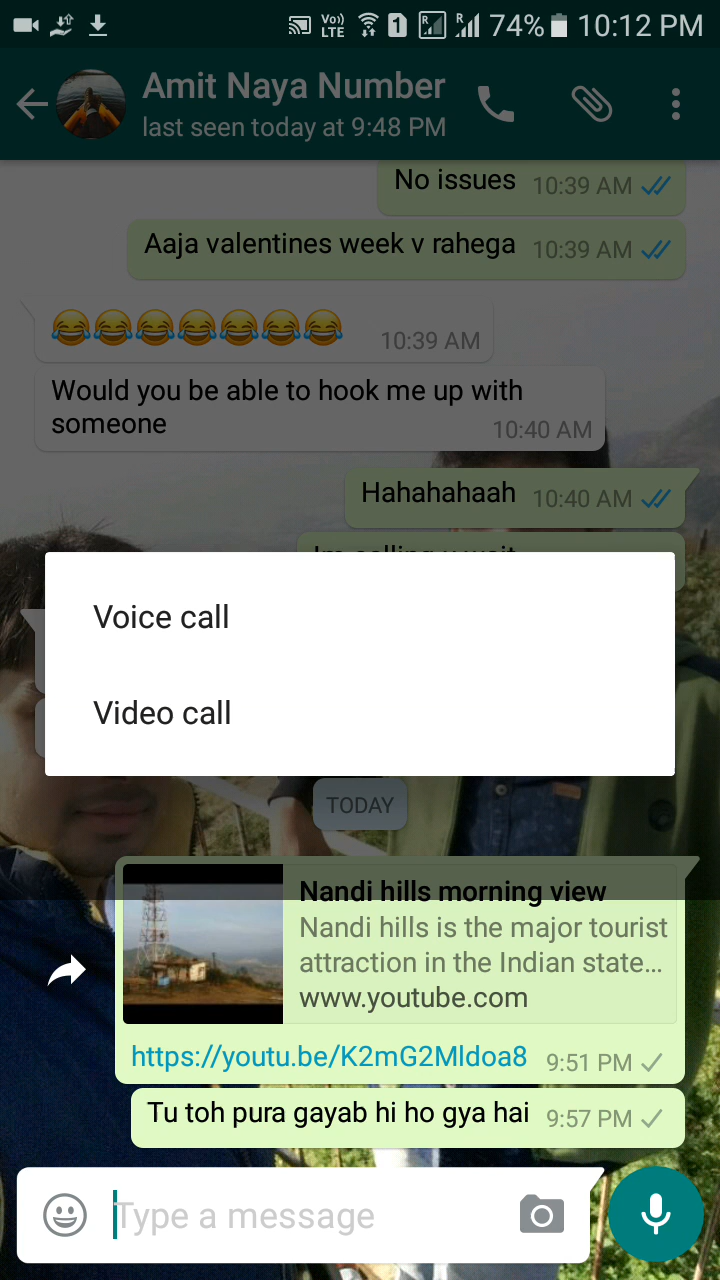 Vo))
LTE
1
R
R
74%
10:12 PM
Amit Naya Number
last seen today at 9:48 PM
No issues 10:39 AM
Aaja valentines week v rahega 10:39 AM
10:39 AM
Would you be able to hook me up with
someone 10:40 AM
Hahahahaah 10:40 AM
Voice call
Video call
TODAY
Nandi hills morning view
Nandi hills is the major tourist
attraction in the Indian state...
www.youtube.com
https://youtu.be/K2mG2Mldoa8 9:51 PM
Tu toh pura gayab hi ho gya hai 9:57 PM
Type a message